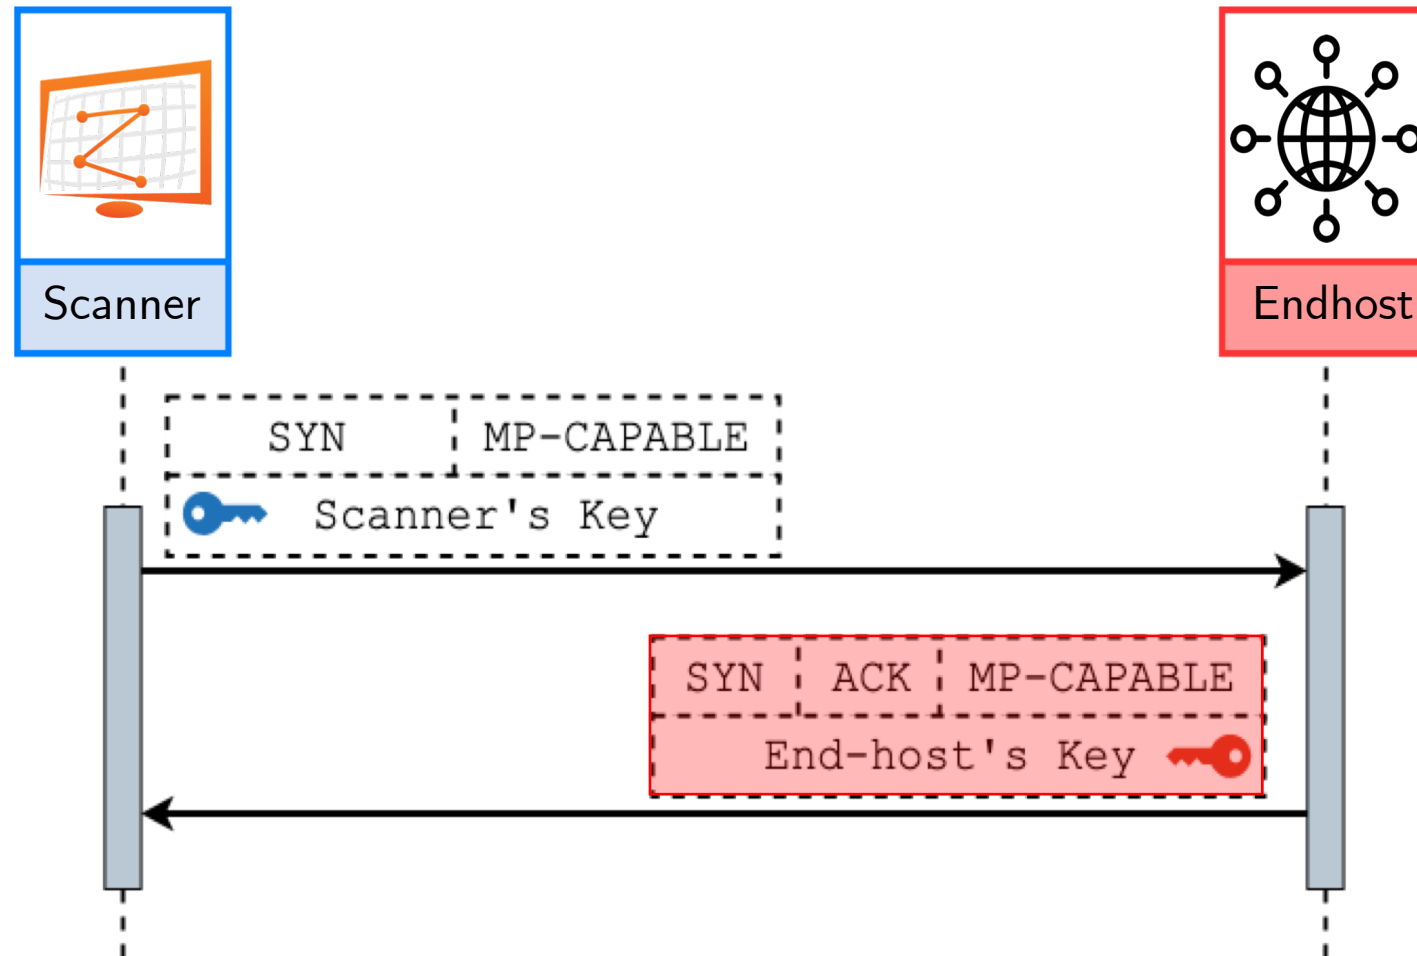 Scanner
Endhost
SYN MP-CAPABLE
Scanner's Key
SYN ACK MP-CAPABLE
End-host's Key